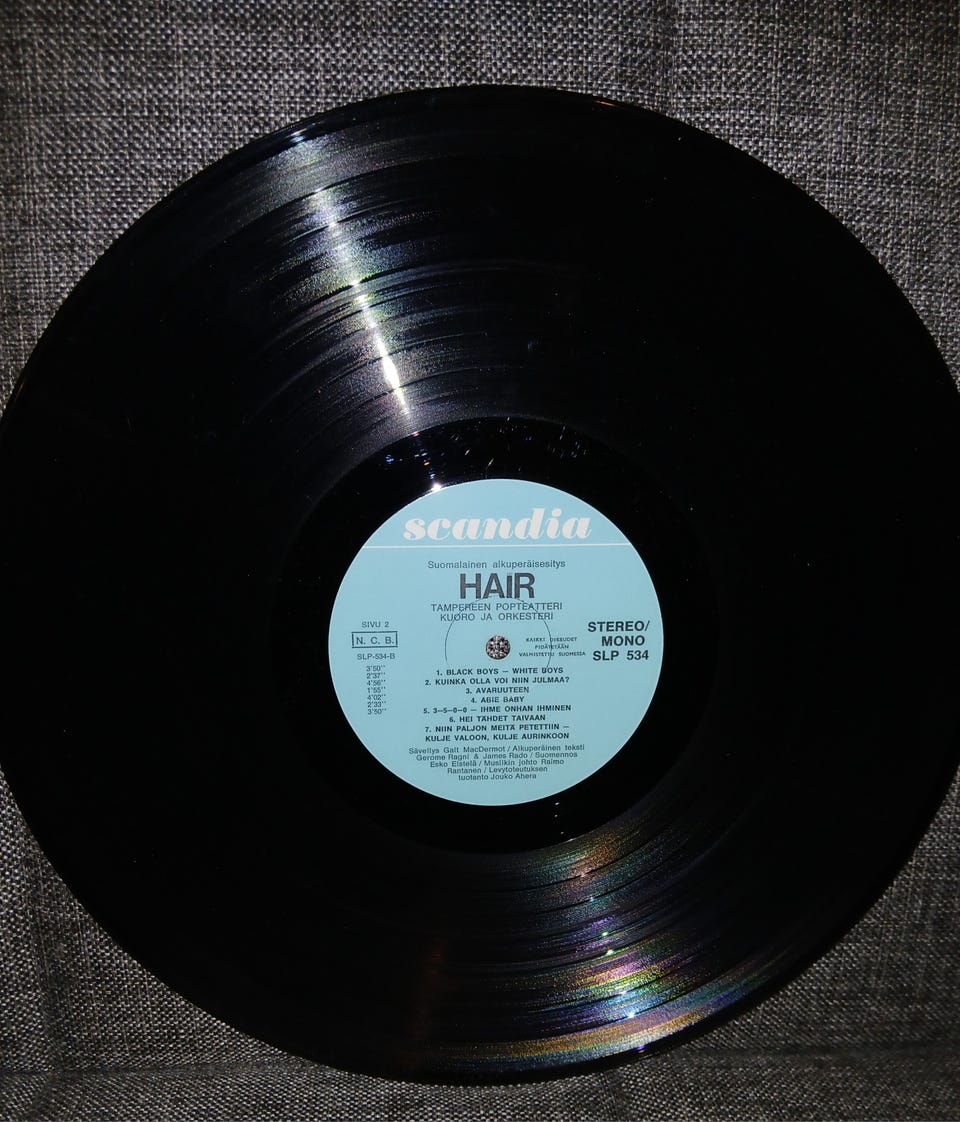 scandia
Suomalainen alkuperäisesitys
HAIR
TAMPEREEN POPTEATTERI
KUORO JA ORKESTERI
SIVU 2
N. C. B.
SLP-534-B
KAIKKI OIKEUDET
PIDÄTETÄÄN
VALMISTETTU SUOMESSA
STEREO/
MONO
SLP 534
3'50''
2'37''
4'56''
1'55''
4'02''
2'33''
3'50''
1. BLACK BOYS — WHITE BOYS
2. KUINKA OLLA VOI NIIN JULMAA?
3. AVARUUTEEN
4. ABIE BABY
5. 3—5—0—0 — IHME ONHAN IHMINEN
6. HEI TÄHDET TAIVAAN
7. NIIN PALJON MEITÄ PETETTIIN —
KULJE VALOON, KULJE AURINKOON
Sävellys Galt MacDermot / Alkuperäinen teksti
Gerome Ragni & James Rado / Suomennos
Esko Elstelä / Musiikin johto Raimo
Rantanen / Levytoteutuksen
tuotanto Jouko Ahera